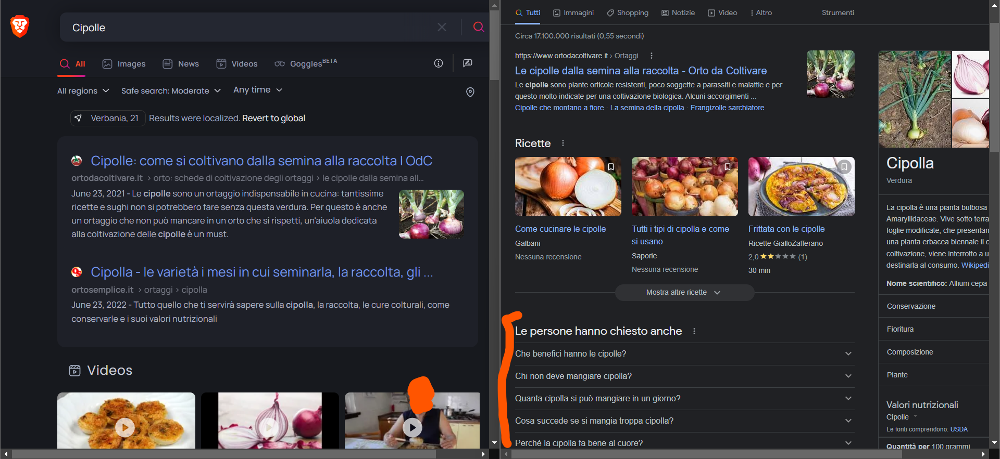 Cipolle
All
Images
News
Videos
Goggles BETA
All regions
Safe search: Moderate
Any time
Verbania, 21
Results were localized. Revert to global
Cipolle: come si coltivano dalla semina alla raccolta | OdC
ortodacoltivare.it › orto: schede di coltivazione degli ortaggi › le cipolle dalla semina all...
June 23, 2021 - Le cipolle sono un ortaggio indispensabile in cucina: tantissime
ricette e sughi non si potrebbero fare senza questa verdura. Per questo è anche
un ortaggio che non può mancare in un orto che si rispetti, un'aiuola dedicata
alla coltivazione delle cipolle è un must.
Cipolla - le varietà i mesi in cui seminarla, la raccolta, gli ...
ortosemplice.it › ortaggi › cipolla
June 23, 2022 - Tutto quello che ti servirà sapere sulla cipolla, la raccolta, le cure colturali, come
conservarle e i suoi valori nutrizionali
Videos
Tutti
Immagini
Shopping
Notizie
Video
Altro
Strumenti
Circa 17.100.000 risultati (0,55 secondi)
https://www.ortodacoltivare.it › Ortaggi
Le cipolle dalla semina alla raccolta - Orto da Coltivare
Le cipolle sono piante orticole resistenti, poco soggette a parassiti e malattie e per
questo molto indicate per una coltivazione biologica. Alcuni accorgimenti ...
Cipolle che montano a fiore · La semina della cipolla · Frangizolle sarchiatore
Ricette
Come cucinare le cipolle
Galbani
Nessuna recensione
Tutti i tipi di cipolla e come
si usano
Saporie
Nessuna recensione
Frittata con le cipolle
Ricette GialloZafferano
2,0 (1)
30 min
Mostra altre ricette
Le persone hanno chiesto anche
Che benefici hanno le cipolle?
Chi non deve mangiare cipolla?
Quanta cipolla si può mangiare in un giorno?
Cosa succede se si mangia troppa cipolla?
Perché la cipolla fa bene al cuore?
Cipolla
Verdura
La cipolla è una pianta bulbosa
Amaryllidaceae. Vive sotto terra
foglie modificate, che presentan
una pianta erbacea biennale il c
coltivazione, viene interrotto a u
destinarla al consumo. Wikipedi
Nome scientifico: Allium cepa
Conservazione
Fioritura
Composizione
Piante
Valori nutrizionali
Cipolle
Le fonti comprendono: USDA
Quantità per 100 grammi